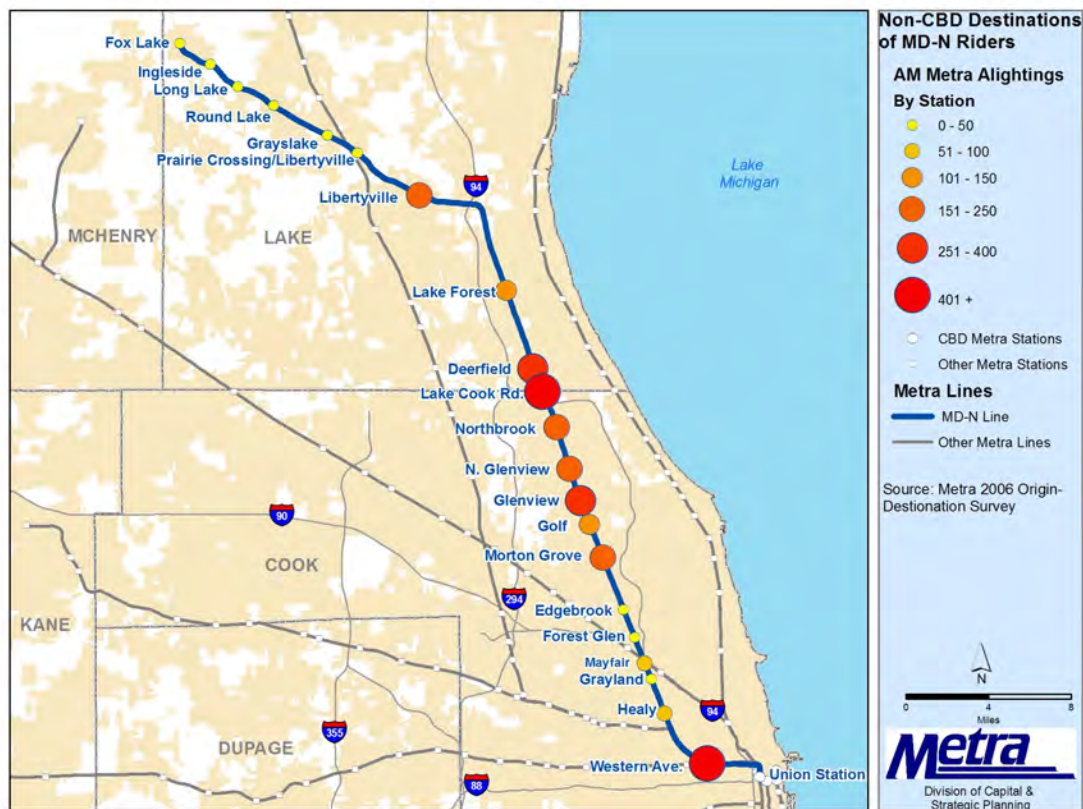 Fox Lake
Ingleside
Long Lake
Round Lake
Grayslake
Prairie Crossing/Libertyville
Libertyville
94
Lake
Michigan
MCHENRY
LAKE
Lake Forest
Deerfield
Lake Cook Rd.
Northbrook
N. Glenview
Glenview
90
Golf
Morton Grove
COOK
294
Edgebrook
KANE
Forest Glen
Mayfair
Grayland
Healy
94
355
DUPAGE
Western Ave.
Union Station
88
Non-CBD Destinations
of MD-N Riders
AM Metra Alightings
By Station
0 - 50
51 - 100
101 - 150
151 - 250
251 - 400
401 +
CBD Metra Stations
Other Metra Stations
Metra Lines
MD-N Line
Other Metra Lines
Source: Metra 2006 Origin-
Destionation Survey
N
0 4 8
Miles
Metra
Division of Capital &
Strategic Planning